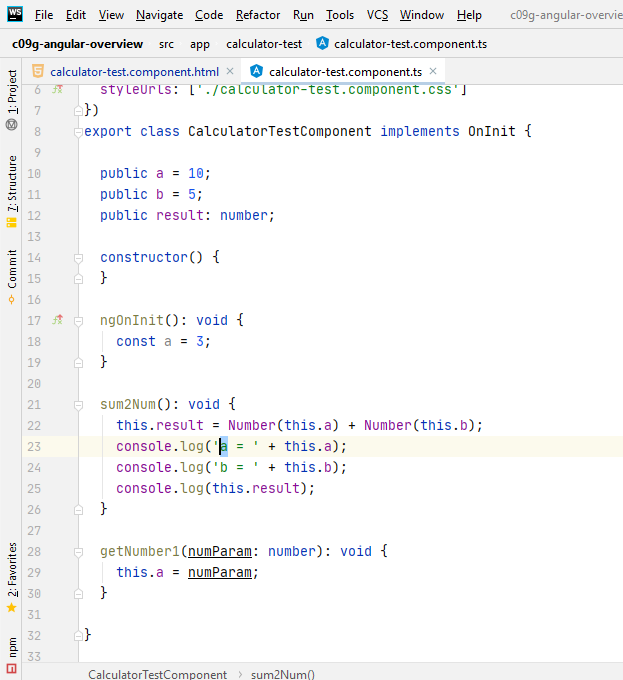 WS File Edit View Navigate Code Refactor Run Tools VCS Window Help c09g-angular-overvie
c09g-angular-overview src app calculator-test calculator-test.component.ts
calculator-test.component.html calculator-test.component.ts
1: Project
7: Structure
Commit
2: Favorites
npm
6 styleUrls: ['./calculator-test.component.css']
7 })
8 export class CalculatorTestComponent implements OnInit {
9
10 public a = 10;
11 public b = 5;
12 public result: number;
13
14 constructor() {
15 }
16
17 ngOnInit(): void {
18 const a = 3;
19 }
20
21 sum2Num(): void {
22 this.result = Number(this.a) + Number(this.b);
23 console.log('a = ' + this.a);
24 console.log('b = ' + this.b);
25 console.log(this.result);
26 }
27
28 getNumber1(numParam: number): void {
29 this.a = numParam;
30 }
31
32 }
33
CalculatorTestComponent › sum2Num()